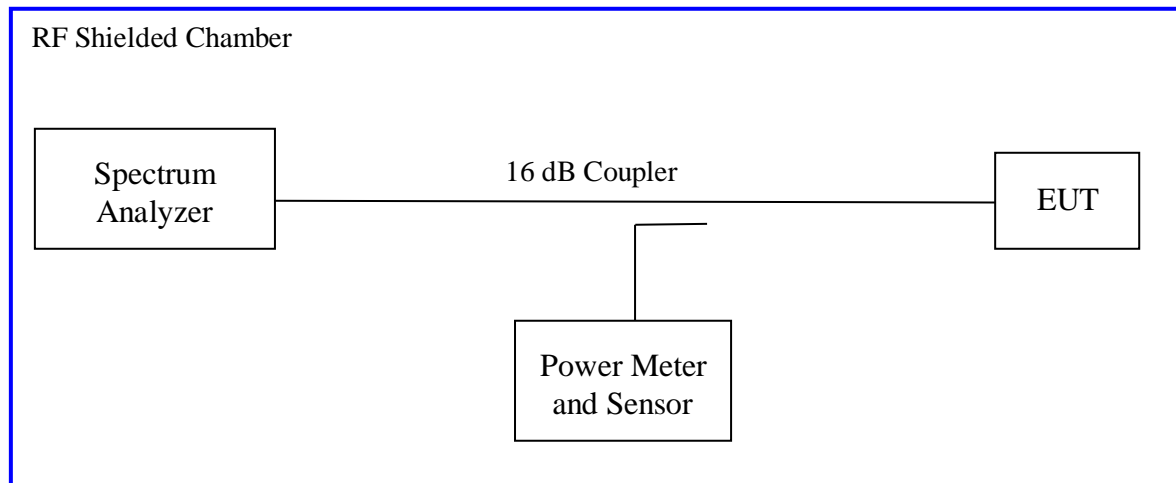 RF Shielded Chamber
Spectrum
Analyzer
16 dB Coupler
EUT
Power Meter
and Sensor